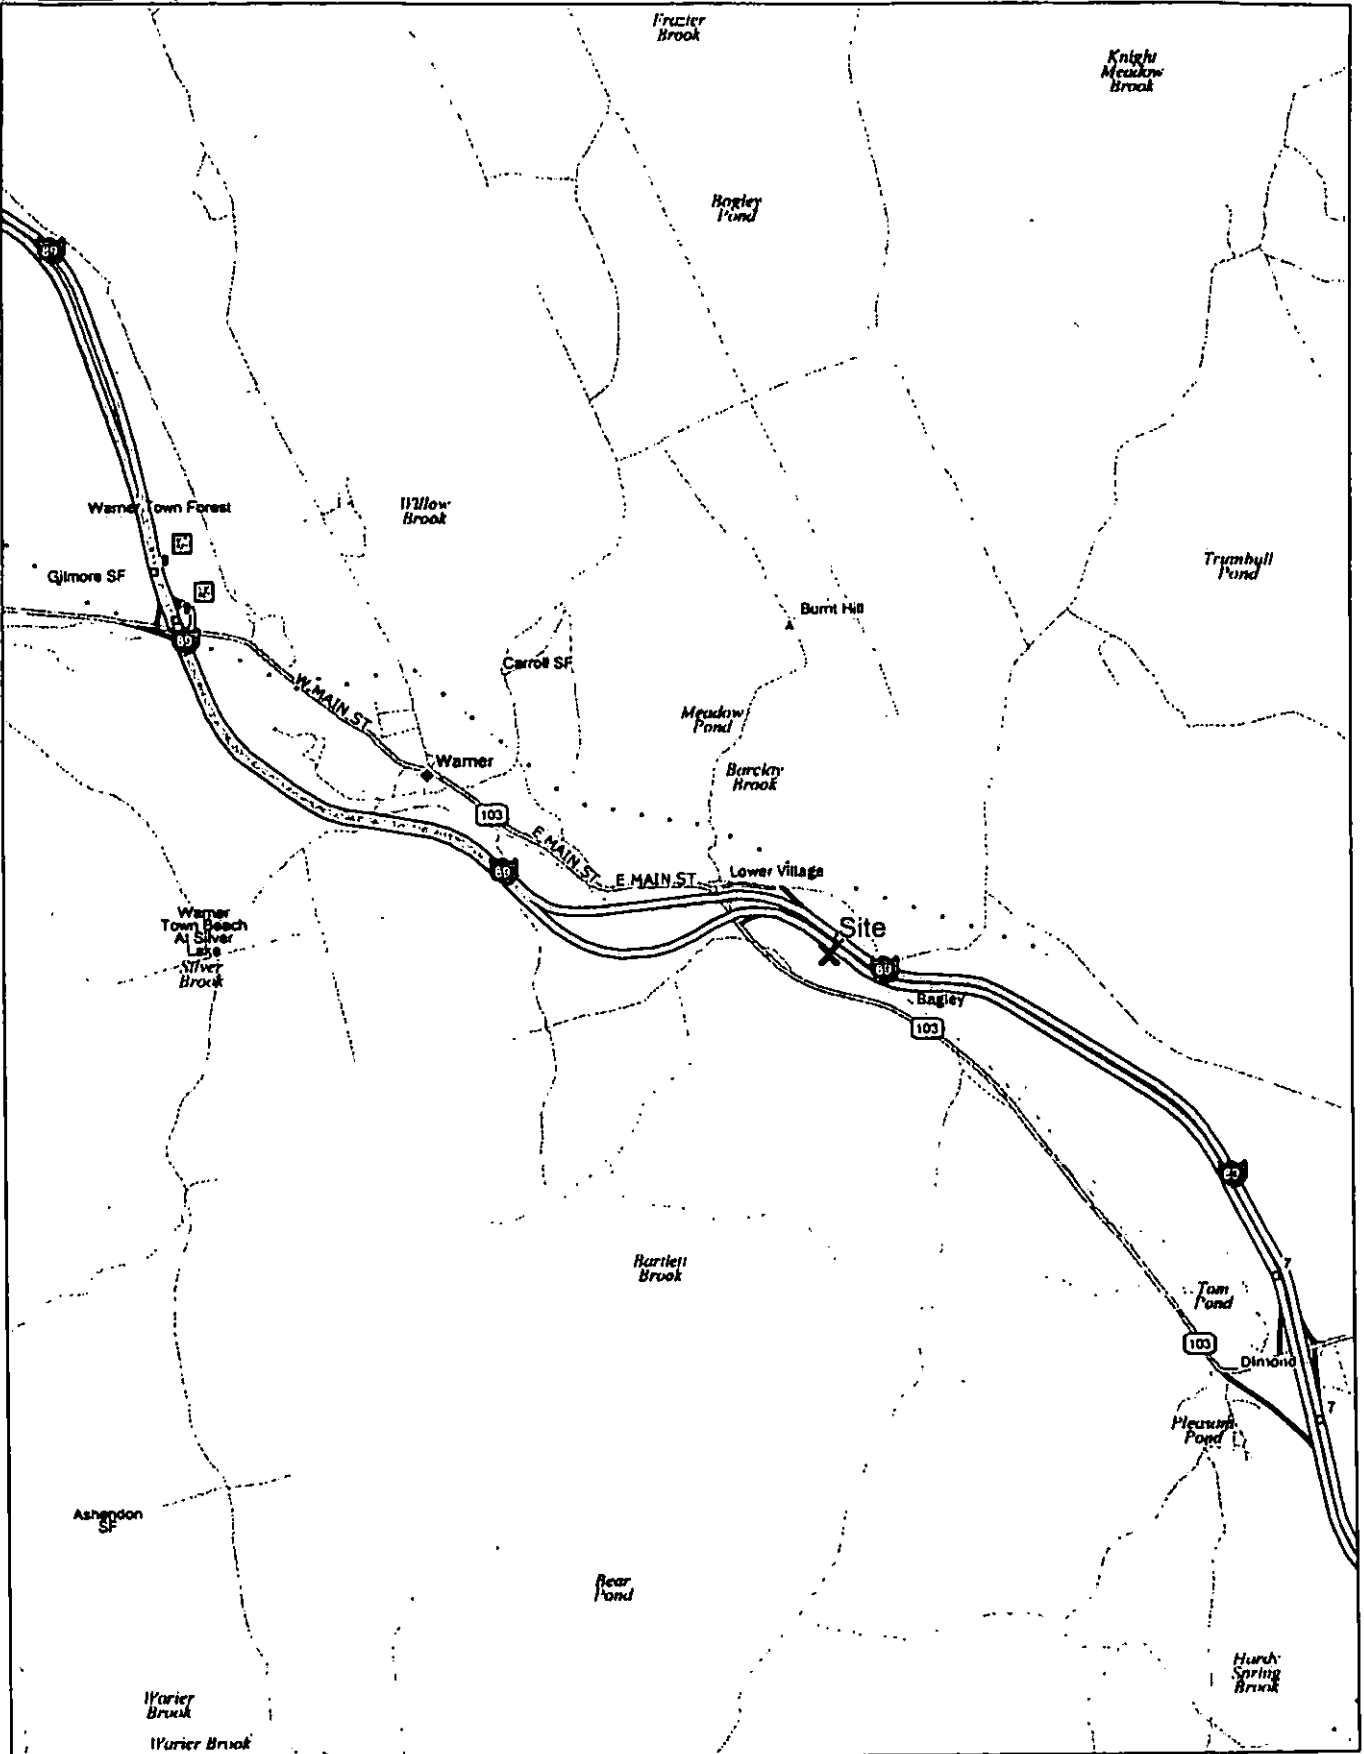 Frazier
Brook
Knight
Meadow
Brook
Bagley
Pond
89
Warner Town Forest
Willow
Brook
Gilmore SF
Trumbull
Pond
Burnt Hill
89
Carroll SF
W MAIN ST
Meadow
Pond
Warner
Barclay
Brook
103
E MAIN ST
89
E MAIN ST
Lower Village
Warner
Town Beach
At Silver
Lake
Silver
Brook
Site
89
Bagley
103
89
Bartlett
Brook
7
Tom
Pond
103
Dimond
7
Pleasant
Pond
Ashendon
SF
Bear
Pond
Hardy
Spring
Brook
Brook
Brook